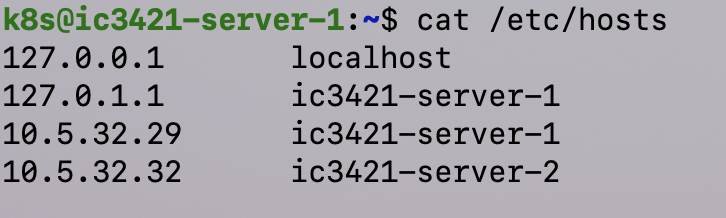 k8s@ic3421-server-1:~$ cat /etc/hosts
127.0.0.1 localhost
127.0.1.1 ic3421-server-1
10.5.32.29 ic3421-server-1
10.5.32.32 ic3421-server-2